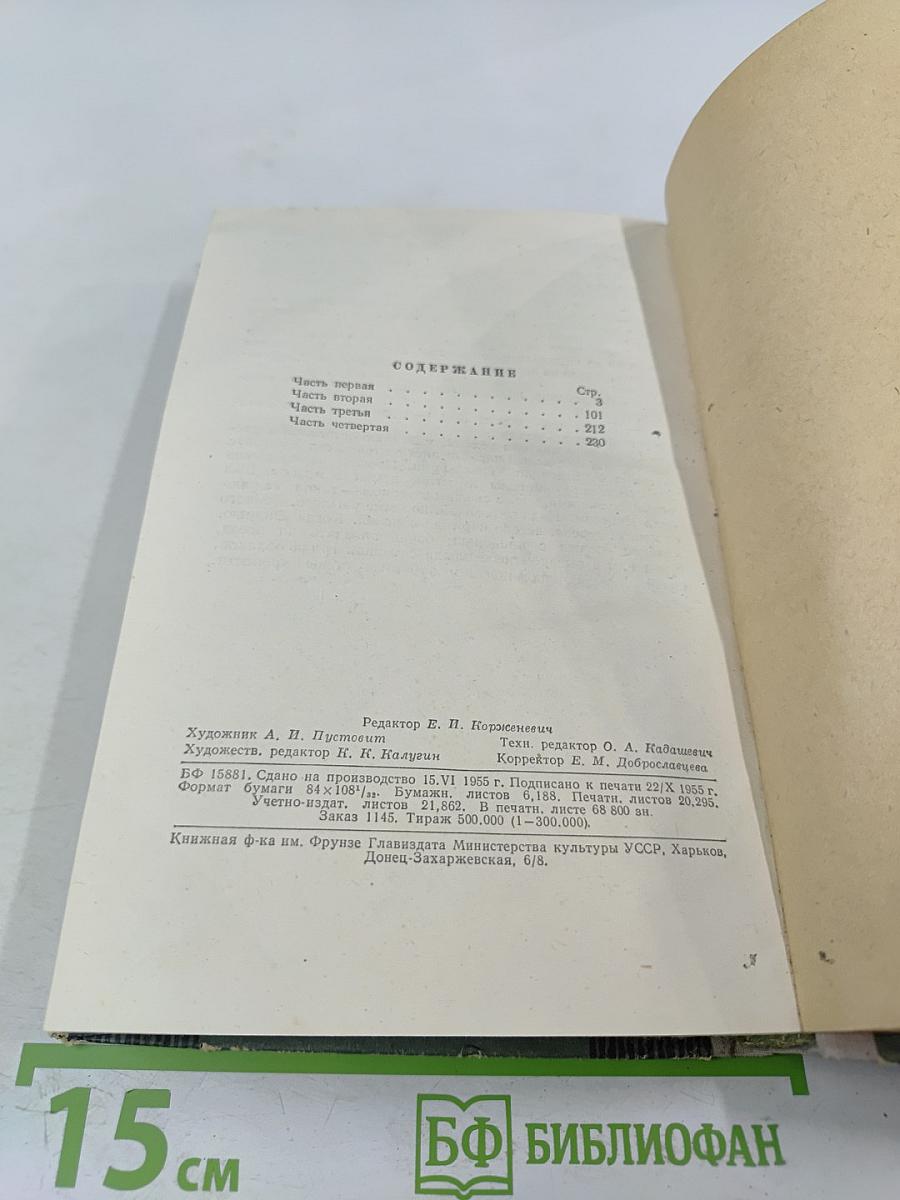 СОДЕРЖАНИЕ
Стр.
Часть первая . . . . . . . . . . . 3
Часть вторая . . . . . . . . . . . 101
Часть третья . . . . . . . . . . . 212
Часть четвертая . . . . . . . . . . 230
Редактор Е. П. Корженевич
Художник А. И. Пустовит Техн. редактор О. А. Кадашевич
Художеств. редактор К. К. Калугин Корректор Е. М. Доброславцева
БФ 15881. Сдано на производство 15.VI 1955 г. Подписано к печати 22/X 1955 г.
Формат бумаги 84×108¹/₃₂. Бумажн. листов 6,188. Печатн. листов 20,295.
Учетно-издат. листов 21,862. В печатн. листе 68 800 зн.
Заказ 1145. Тираж 500.000 (1—300.000).
Книжная ф-ка им. Фрунзе Главиздата Министерства культуры УССР, Харьков,
Донец-Захаржевская, 6/8.
15 см БФ БИБЛИОФАН